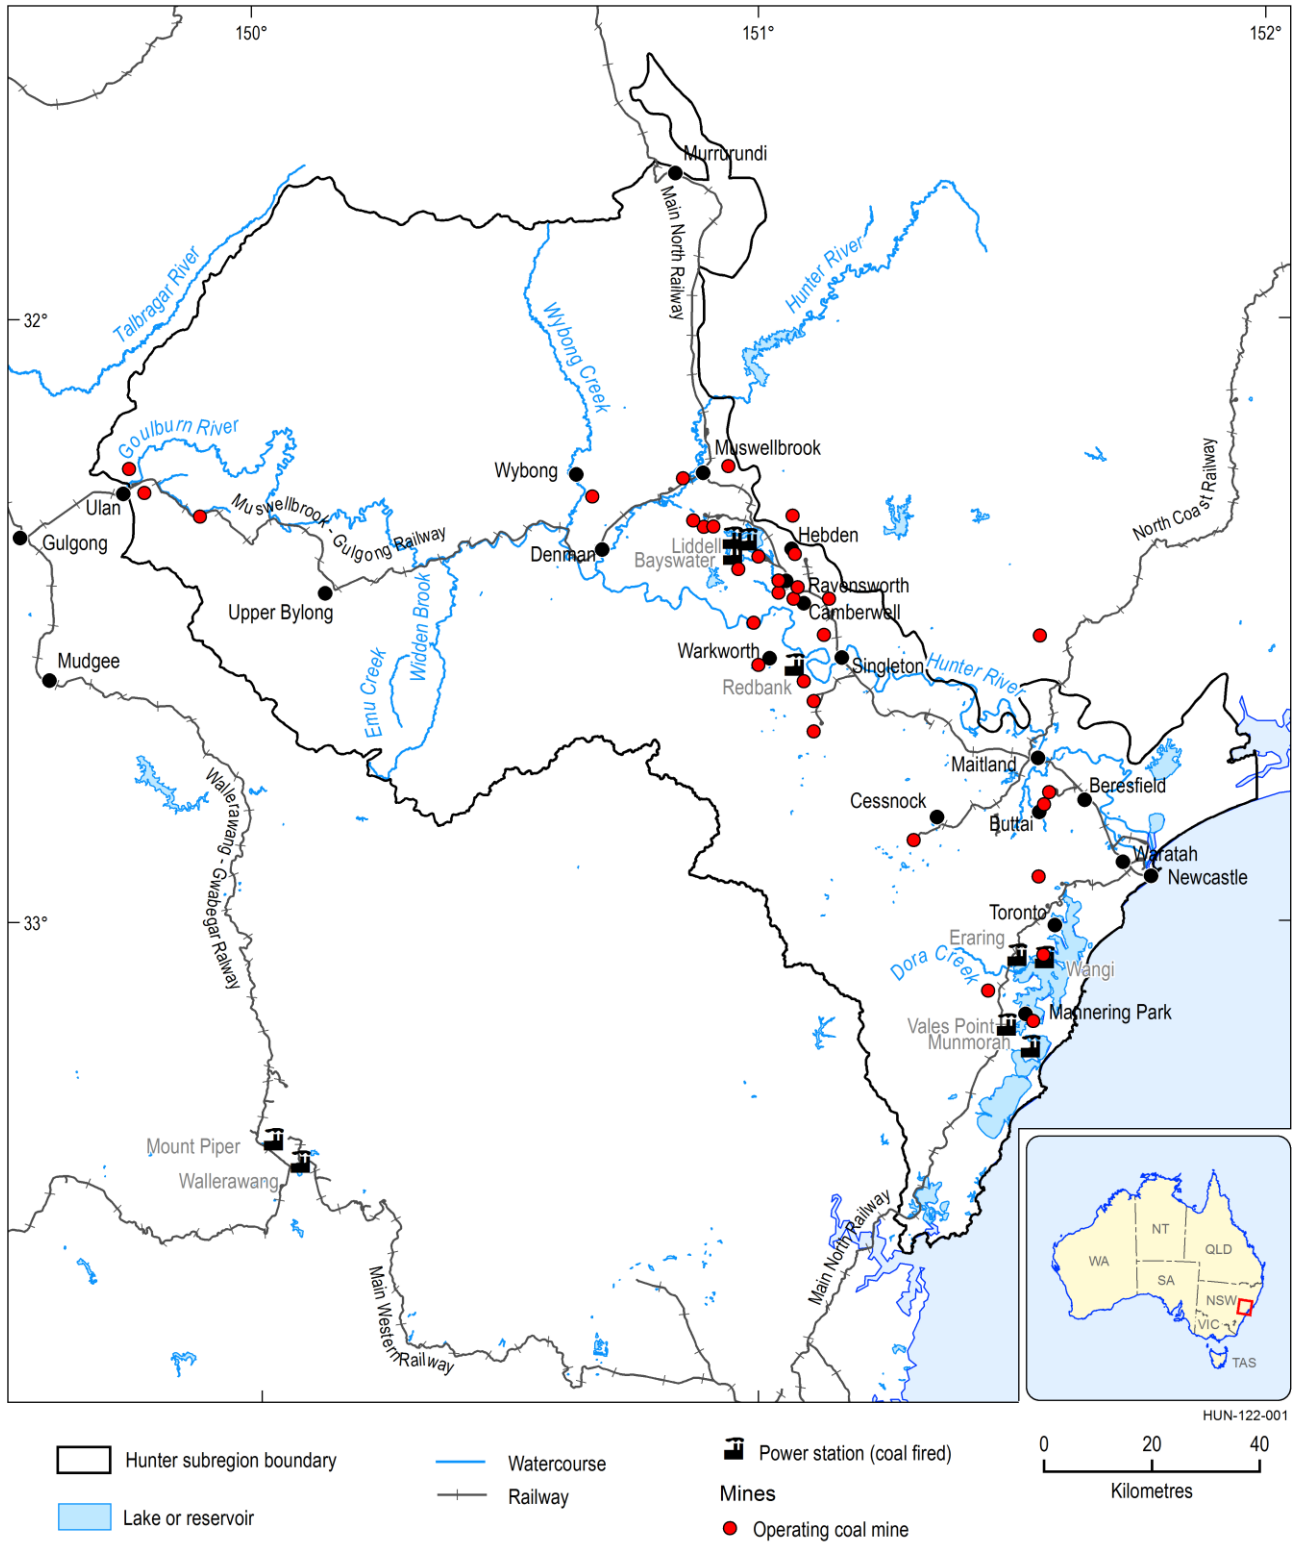 150°
151°
152°
Murrurundi
Main North Railway
Hunter River
Talbragar River
32°
Wybong Creek
Goulburn River
Muswellbrook
Wybong
Ulan
Muswellbrook - Gulgong Railway
North Coast Railway
Gulgong
Denman
Liddell
Hebden
Bayswater
Upper Bylong
Ravensworth
Camberwell
Widden Brook
Emu Creek
Mudgee
Warkworth
Singleton
Hunter River
Redbank
Maitland
Wallerawang - Gwabegar Railway
Beresfield
Cessnock
Buttai
Waratah
Newcastle
33°
Toronto
Eraring
Dora Creek
Wangi
Mannering Park
Vales Point
Munmorah
Mount Piper
Wallerawang
Main North Railway
Main Western Railway
NT
QLD
WA
SA
NSW
VIC
TAS
HUN-122-001
Hunter subregion boundary
Lake or reservoir
Watercourse
Railway
Power station (coal fired)
Mines
Operating coal mine
0 20 40
Kilometres